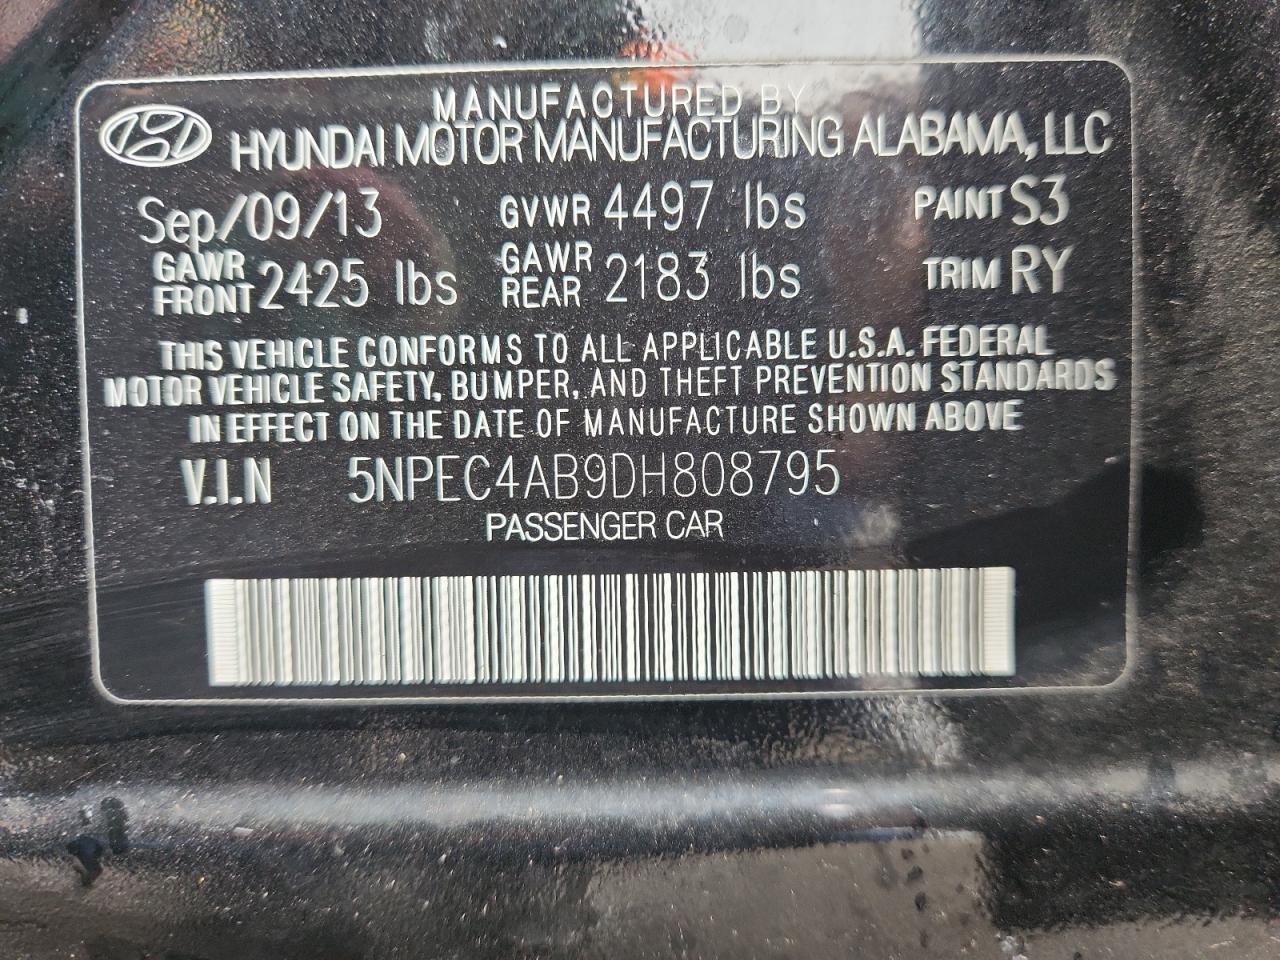 MANUFACTURED BY
HYUNDAI MOTOR MANUFACTURING ALABAMA, LLC
Sep/09/13 GVWR 4497 lbs PAINT S3
GAWR FRONT 2425 lbs GAWR REAR 2183 lbs TRIM RY
THIS VEHICLE CONFORMS TO ALL APPLICABLE U.S.A. FEDERAL
MOTOR VEHICLE SAFETY, BUMPER, AND THEFT PREVENTION STANDARDS
IN EFFECT ON THE DATE OF MANUFACTURE SHOWN ABOVE
V.I.N 5NPEC4AB9DH808795
PASSENGER CAR